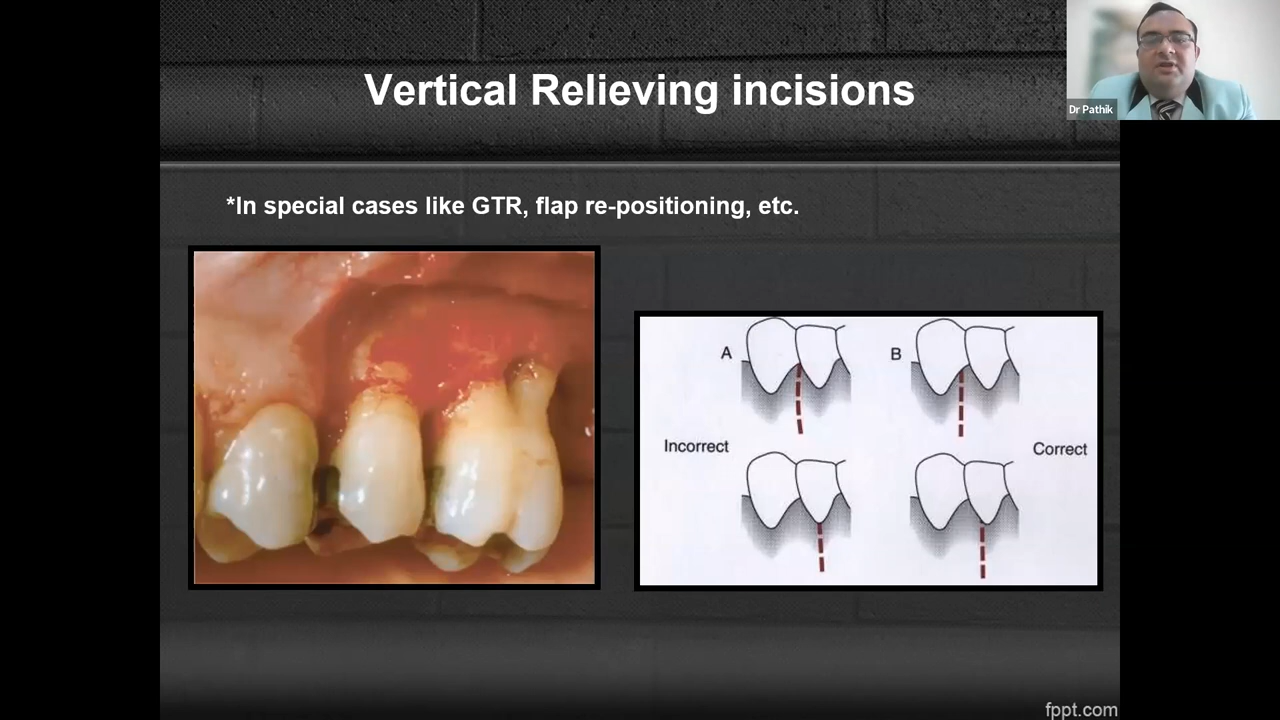 Vertical Relieving incisions
Dr Pathik
*In special cases like GTR, flap re-positioning, etc.
A
B
Incorrect
Correct
fppt.com